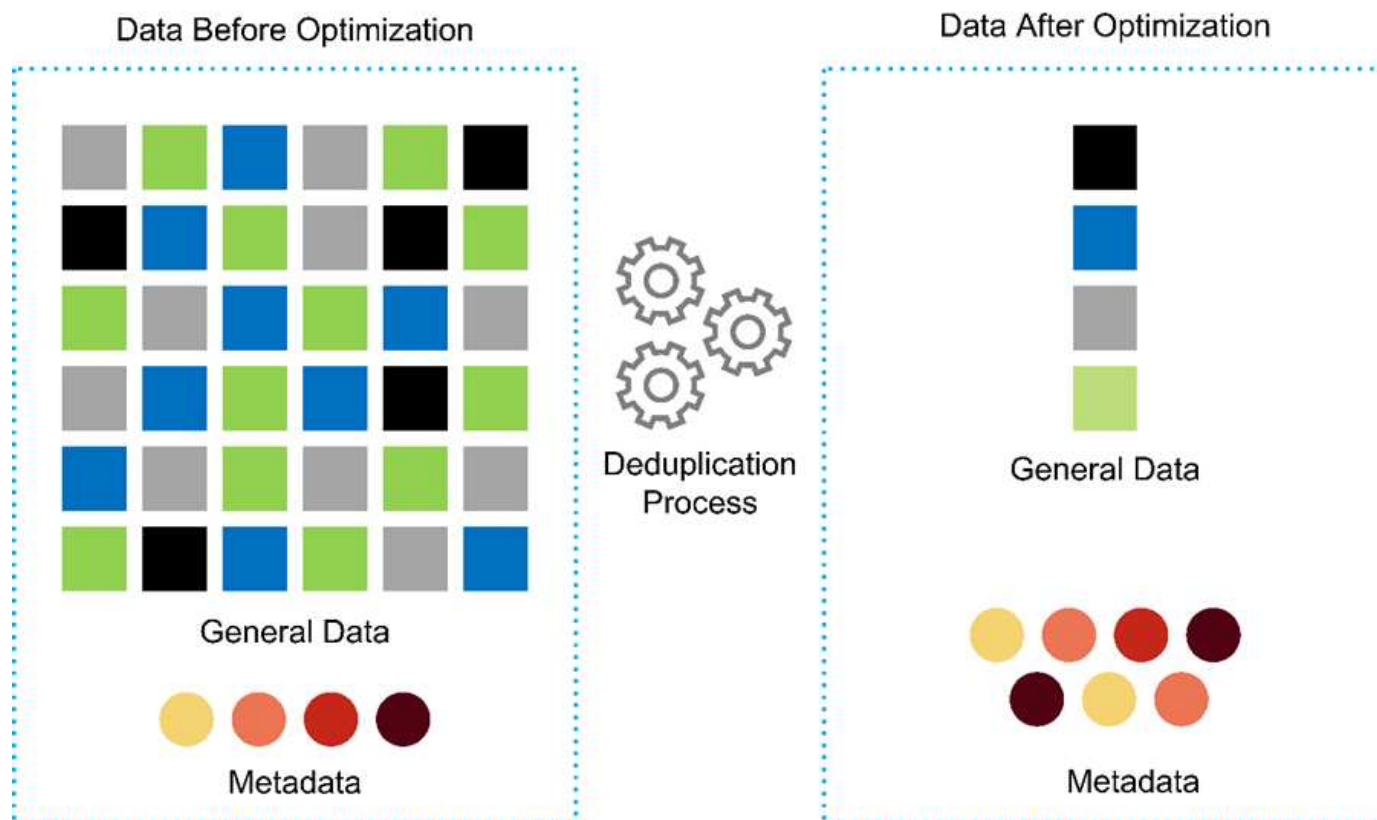 Data Before Optimization
General Data
Metadata
Deduplication
Process
Data After Optimization
General Data
Metadata